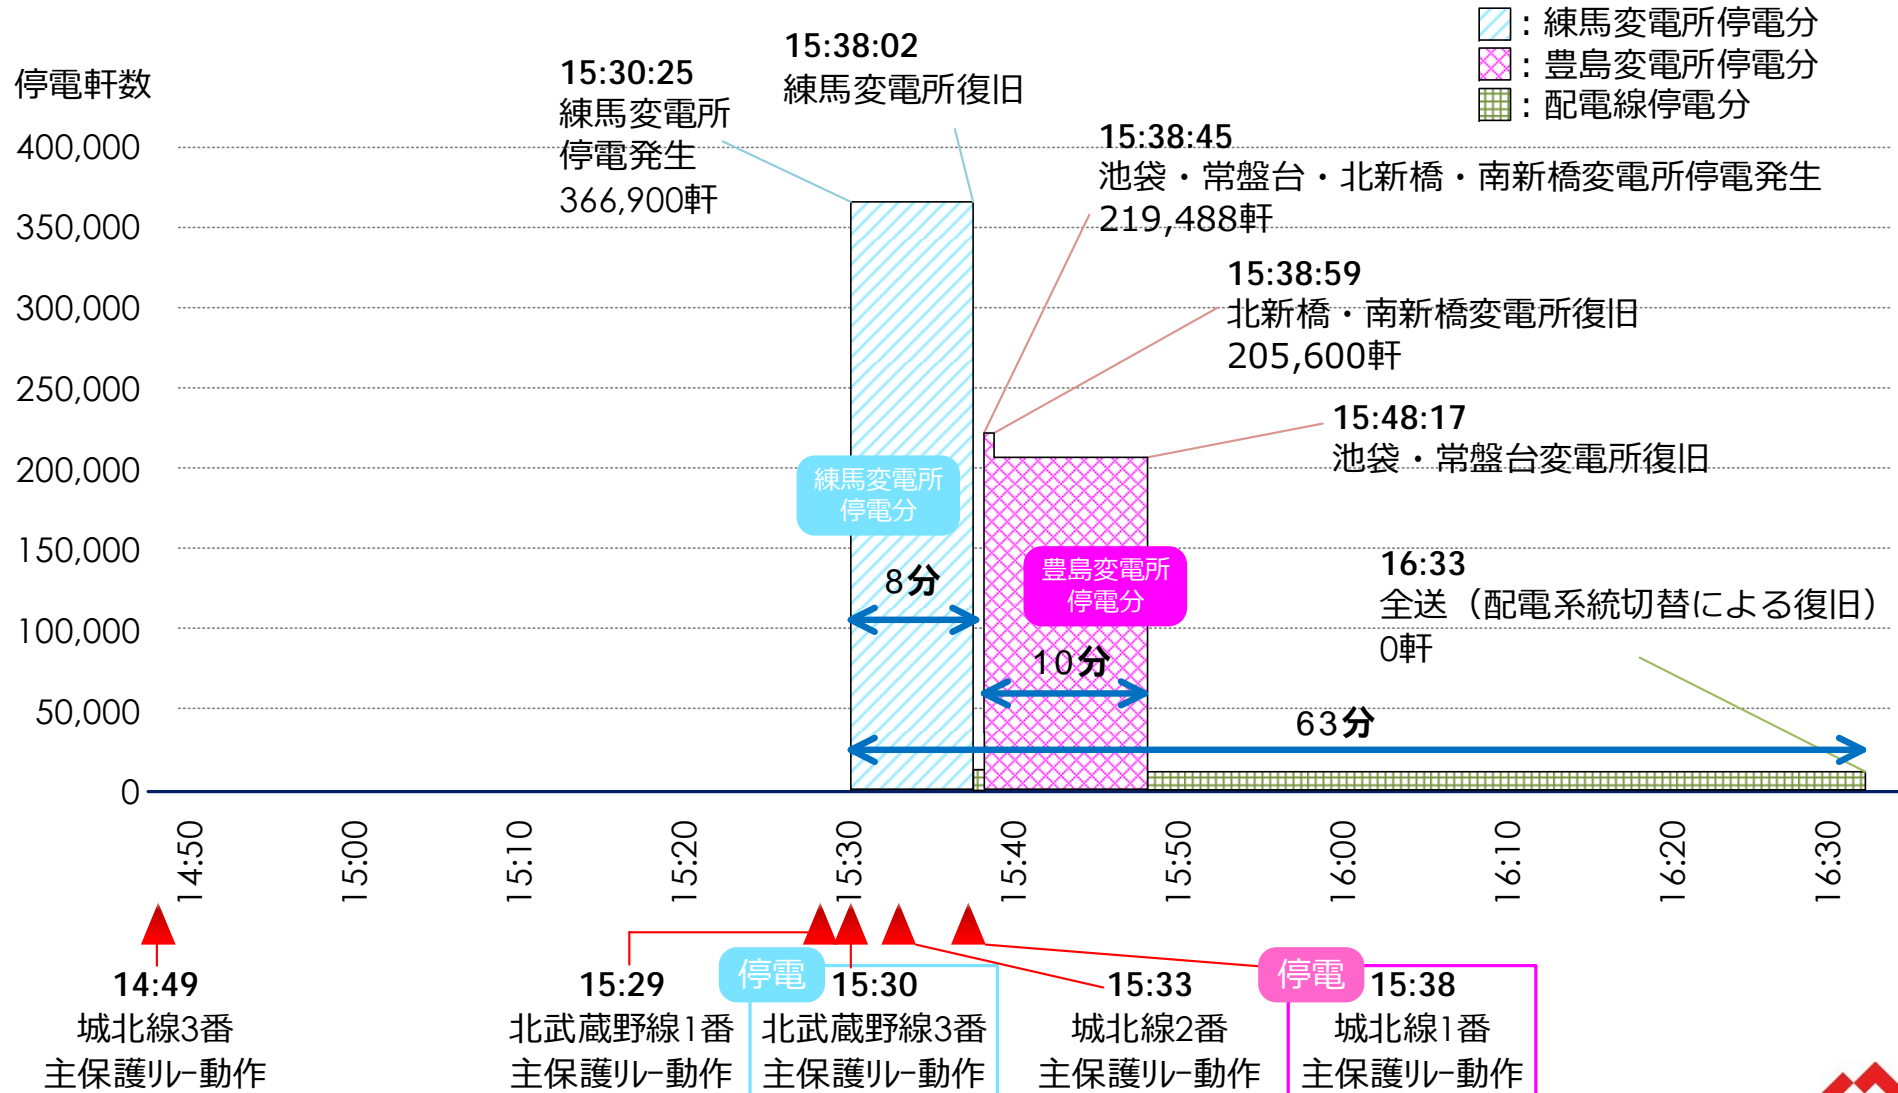 ：練馬変電所停電分
：豊島変電所停電分
：配電線停電分
停電軒数
400,000
350,000
300,000
250,000
200,000
150,000
100,000
50,000
0
15:30:25
練馬変電所
停電発生
366,900軒
15:38:02
練馬変電所復旧
15:38:45
池袋・常盤台・北新橋・南新橋変電所停電発生
219,488軒
15:38:59
北新橋・南新橋変電所復旧
205,600軒
15:48:17
池袋・常盤台変電所復旧
16:33
全送（配電系統切替による復旧）
0軒
練馬変電所
停電分
豊島変電所
停電分
8分
10分
63分
14:50
15:00
15:10
15:20
15:30
15:40
15:50
16:00
16:10
16:20
16:30
14:49
城北線3番
主保護リレー動作
15:29
北武蔵野線1番
主保護リレー動作
停電
15:30
北武蔵野線3番
主保護リレー動作
15:33
城北線2番
主保護リレー動作
停電
15:38
城北線1番
主保護リレー動作